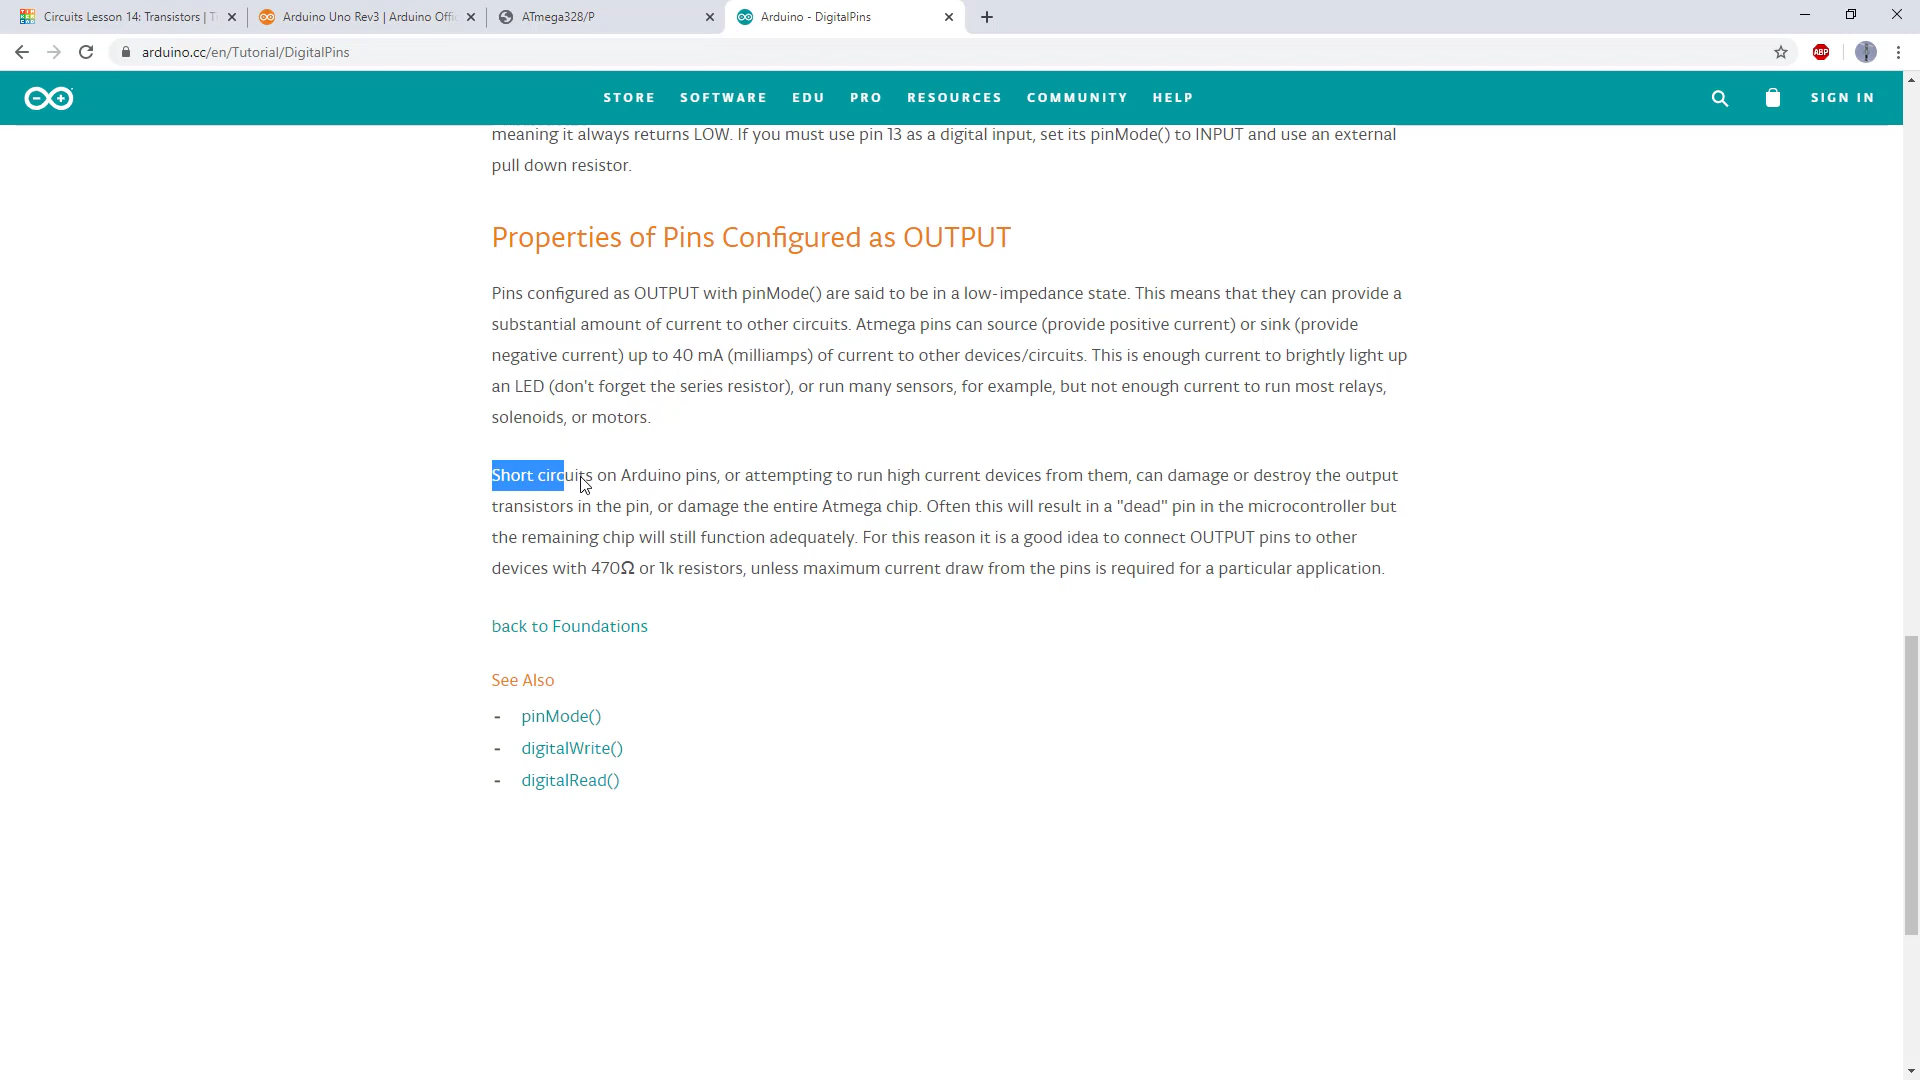 Circuits Lesson 14: Transistors | T
Arduino Uno Rev3 | Arduino Offic
ATmega328/P
Arduino - DigitalPins
arduino.cc/en/Tutorial/DigitalPins
ABP
STORE SOFTWARE EDU PRO RESOURCES COMMUNITY HELP
SIGN IN
meaning it always returns LOW. If you must use pin 13 as a digital input, set its pinMode() to INPUT and use an external
pull down resistor.
Properties of Pins Configured as OUTPUT
Pins configured as OUTPUT with pinMode() are said to be in a low-impedance state. This means that they can provide a
substantial amount of current to other circuits. Atmega pins can source (provide positive current) or sink (provide
negative current) up to 40 mA (milliamps) of current to other devices/circuits. This is enough current to brightly light up
an LED (don't forget the series resistor), or run many sensors, for example, but not enough current to run most relays,
solenoids, or motors.
Short circuits on Arduino pins, or attempting to run high current devices from them, can damage or destroy the output
transistors in the pin, or damage the entire Atmega chip. Often this will result in a "dead" pin in the microcontroller but
the remaining chip will still function adequately. For this reason it is a good idea to connect OUTPUT pins to other
devices with 470Ω or 1k resistors, unless maximum current draw from the pins is required for a particular application.
back to Foundations
See Also
- pinMode()
- digitalWrite()
- digitalRead()